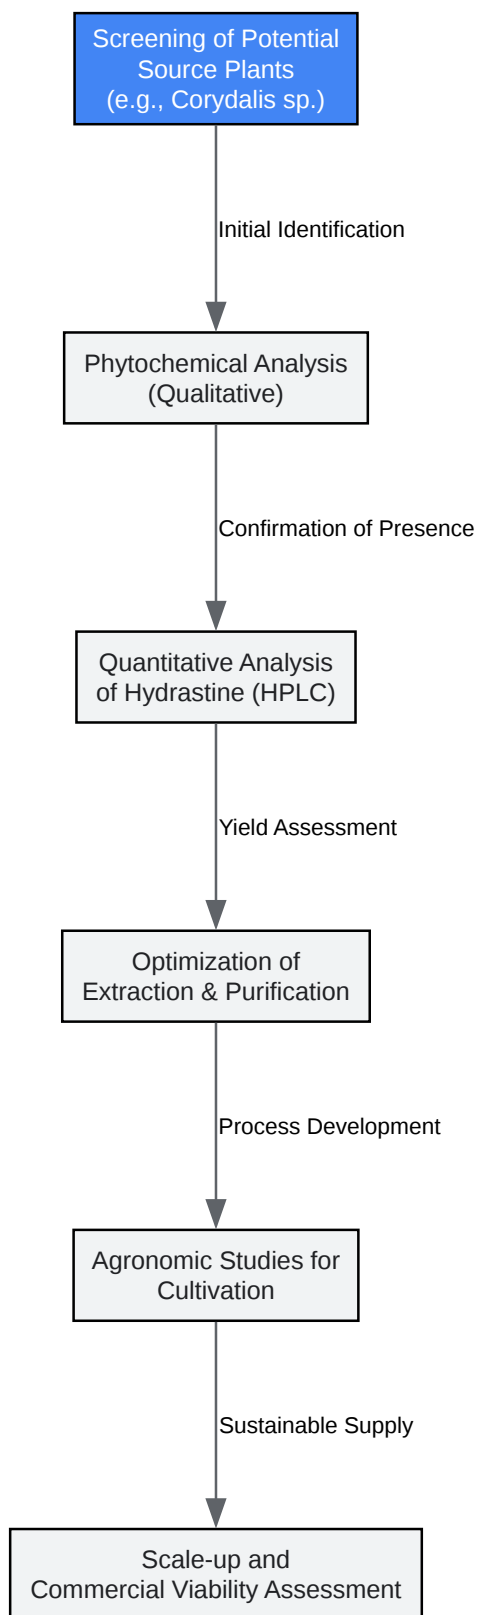 Screening of Potential
Source Plants
(e.g., Corydalis sp.)
Initial Identification
Phytochemical Analysis
(Qualitative)
Confirmation of Presence
Quantitative Analysis
of Hydrastine (HPLC)
Yield Assessment
Optimization of
Extraction & Purification
Process Development
Agronomic Studies for
Cultivation
Sustainable Supply
Scale-up and
Commercial Viability Assessment